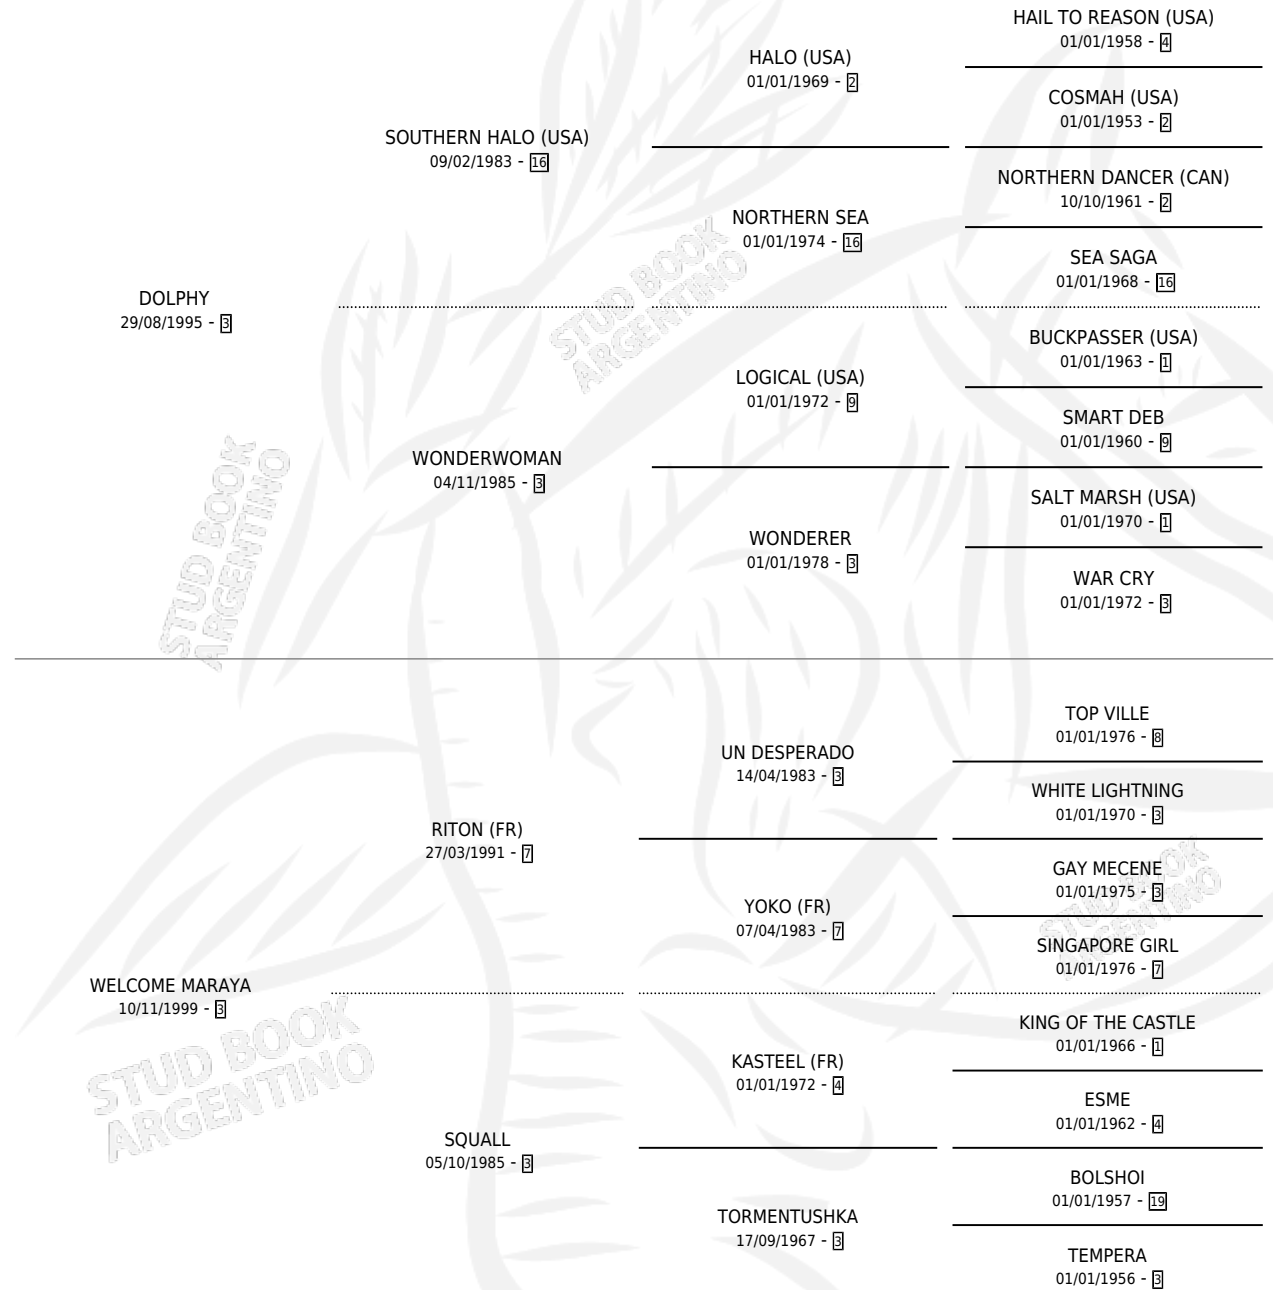 HAIL TO REASON (USA)
01/01/1958 - 4
HALO (USA)
01/01/1969 - 2
COSMAH (USA)
01/01/1953 - 2
SOUTHERN HALO (USA)
09/02/1983 - 16
NORTHERN DANCER (CAN)
10/10/1961 - 2
NORTHERN SEA
01/01/1974 - 16
SEA SAGA
01/01/1968 - 16
DOLPHY
29/08/1995 - 3
BUCKPASSER (USA)
01/01/1963 - 1
LOGICAL (USA)
01/01/1972 - 9
SMART DEB
01/01/1960 - 9
WONDERWOMAN
04/11/1985 - 3
SALT MARSH (USA)
01/01/1970 - 1
WONDERER
01/01/1978 - 3
WAR CRY
01/01/1972 - 3
TOP VILLE
01/01/1976 - 8
UN DESPERADO
14/04/1983 - 3
WHITE LIGHTNING
01/01/1970 - 3
RITON (FR)
27/03/1991 - 7
GAY MECENE
01/01/1975 - 3
YOKO (FR)
07/04/1983 - 7
SINGAPORE GIRL
01/01/1976 - 7
WELCOME MARAYA
10/11/1999 - 3
KING OF THE CASTLE
01/01/1966 - 1
KASTEEL (FR)
01/01/1972 - 4
ESME
01/01/1962 - 4
SQUALL
05/10/1985 - 3
BOLSHOI
01/01/1957 - 19
TORMENTUSHKA
17/09/1967 - 3
TEMPERA
01/01/1956 - 3
STUD BOOK
ARGENTINO
STUD BOOK
ARGENTINO
STUD BOOK
ARGENTINO
STUD BOOK
ARGENTINO